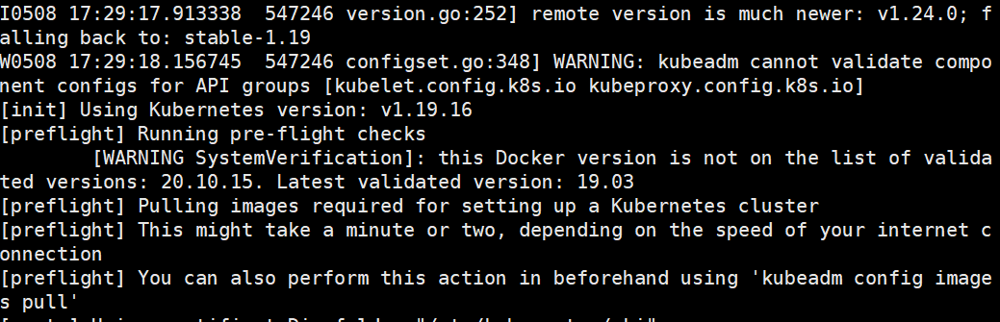 I0508 17:29:17.913338  547246 version.go:252] remote version is much newer: v1.24.0; f
alling back to: stable-1.19
W0508 17:29:18.156745  547246 configset.go:348] WARNING: kubeadm cannot validate compo
nent configs for API groups [kubelet.config.k8s.io kubeproxy.config.k8s.io]
[init] Using Kubernetes version: v1.19.16
[preflight] Running pre-flight checks
        [WARNING SystemVerification]: this Docker version is not on the list of valida
ted versions: 20.10.15. Latest validated version: 19.03
[preflight] Pulling images required for setting up a Kubernetes cluster
[preflight] This might take a minute or two, depending on the speed of your internet c
onnection
[preflight] You can also perform this action in beforehand using 'kubeadm config image
s pull'